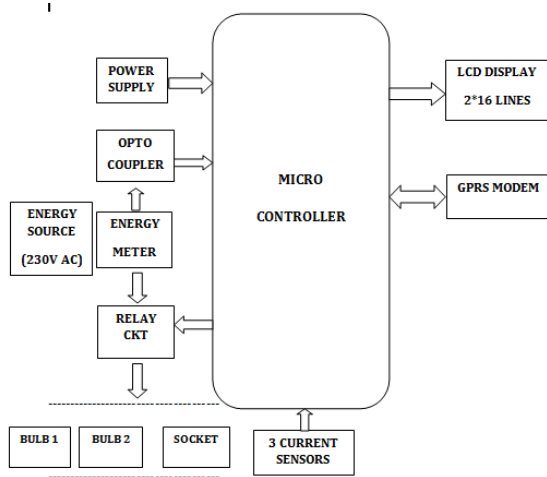 POWER
SUPPLY
LCD DISPLAY
2*16 LINES
OPTO
COUPLER
MICRO
CONTROLLER
GPRS MODEM
ENERGY
SOURCE
(230V AC)
ENERGY
METER
RELAY
CKT
BULB 1
BULB 2
SOCKET
3 CURRENT
SENSORS